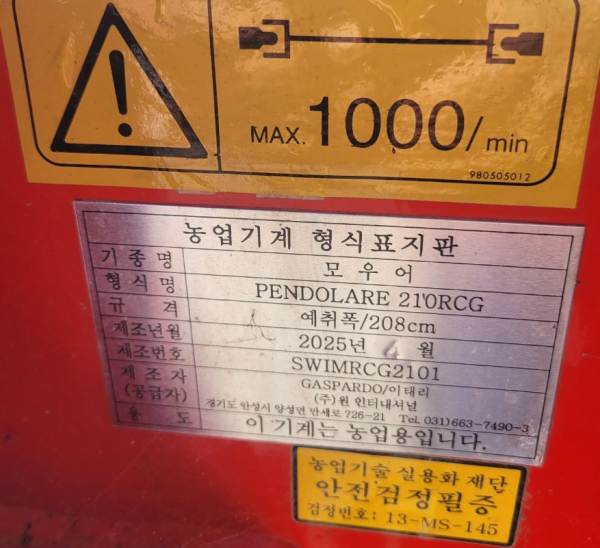 MAX. 1000/min
980505012
농업기계 형식표지판
기종명 모우어
형식명 PENDOLARE 210RCG
규격 예취폭/208cm
제조년월 2025년 6 월
제조번호 SWIMRCG2101
제조자 GASPARDO/이태리
(공급자) (주)원 인터내셔널
경기도 안성시 양성면 만세로 726-21 Tel. 031)663-7490-3
용도 이 기계는 농업용입니다.
농업기술 실용화 재단
안전검정필증
검정번호: 13-MS-145